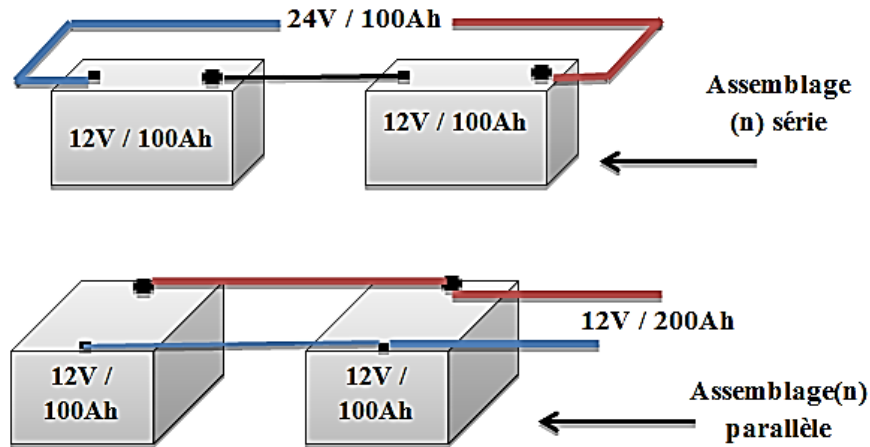 24V / 100Ah
12V / 100Ah
12V / 100Ah
Assemblage
(n) série
12V / 200Ah
12V /
100Ah
12V /
100Ah
Assemblage(n)
parallèle